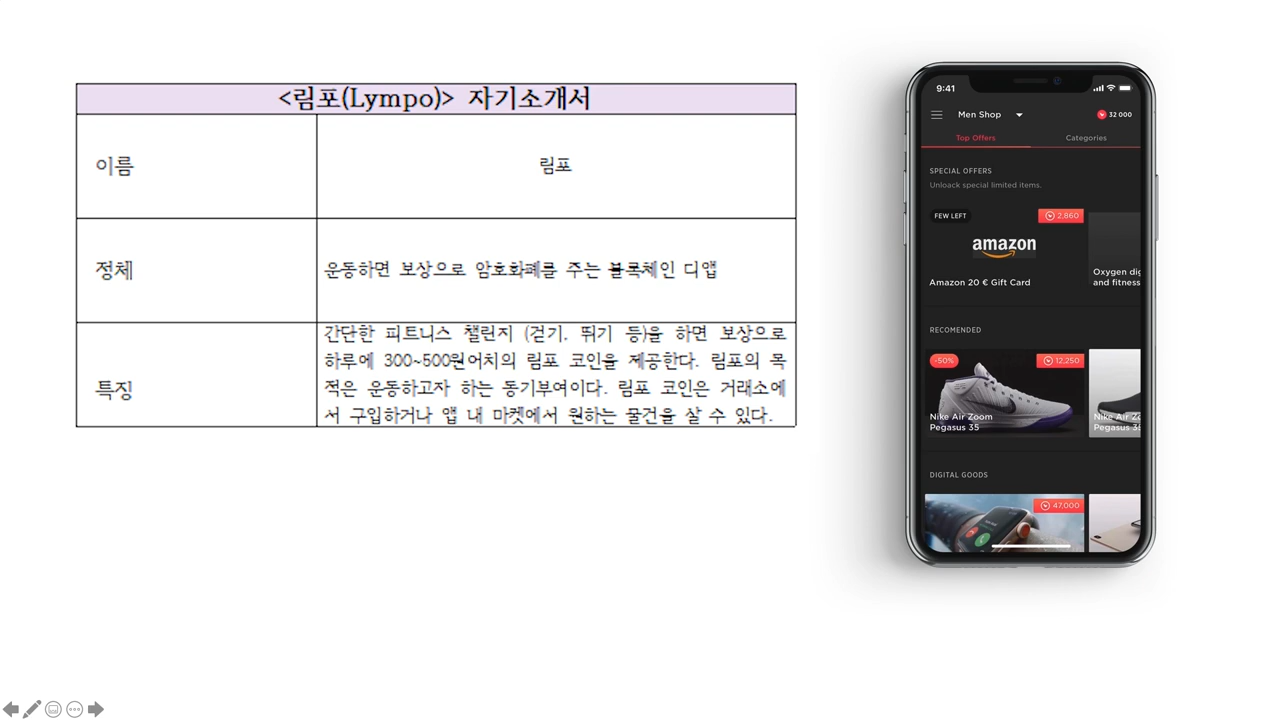 <림포(Lympo)> 자기소개서
이름
림포
정체
운동하면 보상으로 암호화폐를 주는 블록체인 디앱
특징
간단한 피트니스 챌린지 (걷기, 뛰기 등)을 하면 보상으로
하루에 300~500원어치의 림포 코인을 제공한다. 림포의 목
적은 운동하고자 하는 동기부여이다. 림포 코인은 거래소에
서 구입하거나 앱 내 마켓에서 원하는 물건을 살 수 있다.
9:41
Men Shop
32 000
Top Offers
Categories
SPECIAL OFFERS
Unloack special limited items.
FEW LEFT
2,860
amazon
Amazon 20 € Gift Card
Oxygen dig
and fitness
RECOMENDED
-50%
12,250
Nike Air Zoom
Pegasus 35
Nike Air Zo
Pegasus 35
DIGITAL GOODS
47,000